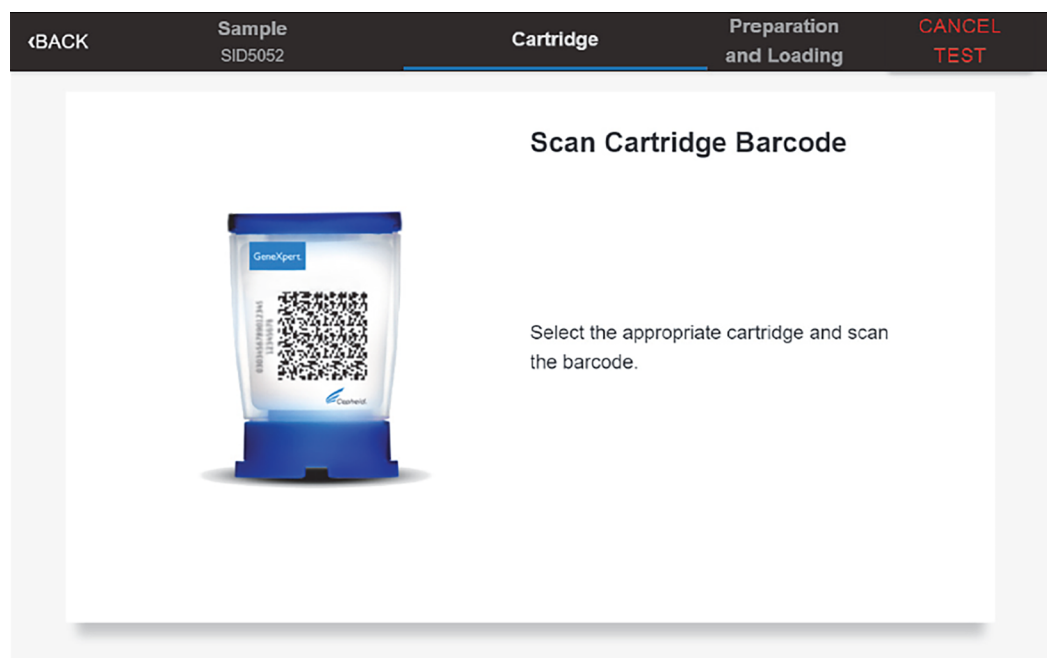 ‹BACK
Sample
SID5052
Cartridge
Preparation
and Loading
CANCEL
TEST
Scan Cartridge Barcode
GeneXpert
Cepheid.
Select the appropriate cartridge and scan
the barcode.